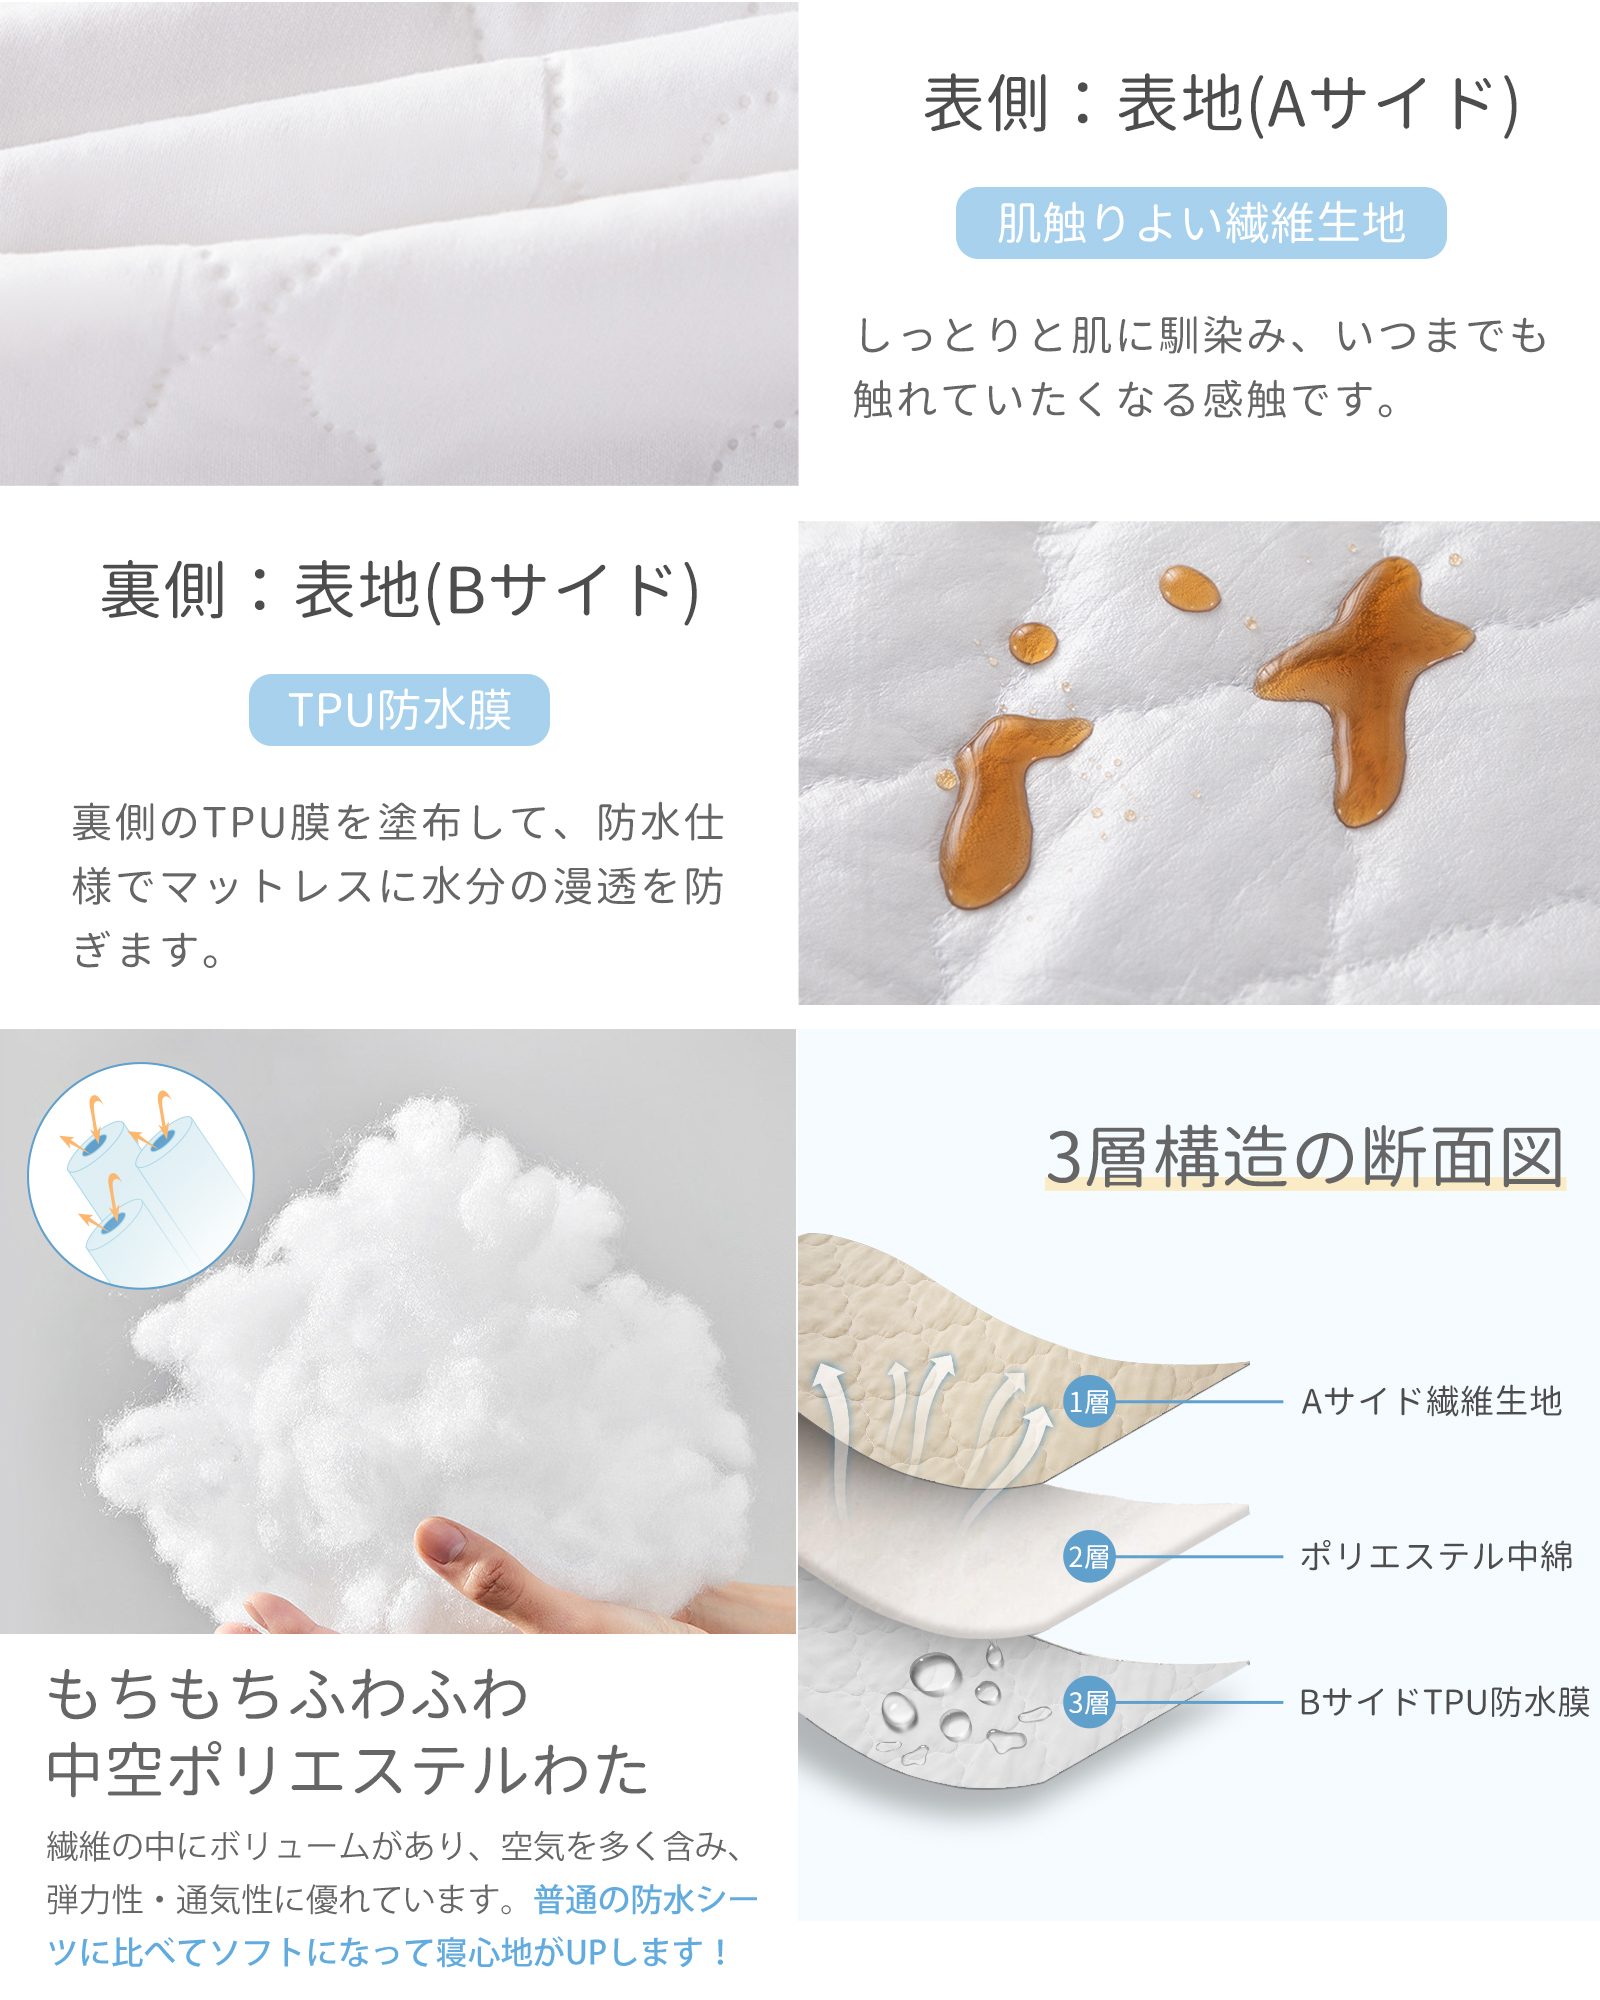 表側：表地(Aサイド)
肌触りよい繊維生地
しっとりと肌に馴染み、いつまでも
触れていたくなる感触です。
裏側：表地(Bサイド)
TPU防水膜
裏側のTPU膜を塗布して、防水仕
様でマットレスに水分の漫透を防
ぎます。
3層構造の断面図
1層
Aサイド繊維生地
2層
ポリエステル中綿
3層
BサイドTPU防水膜
もちもちふわふわ
中空ポリエステルわた
繊維の中にボリュームがあり、空気を多く含み、
弾力性・通気性に優れています。普通の防水シー
ツに比べてソフトになって寝心地がUPします！